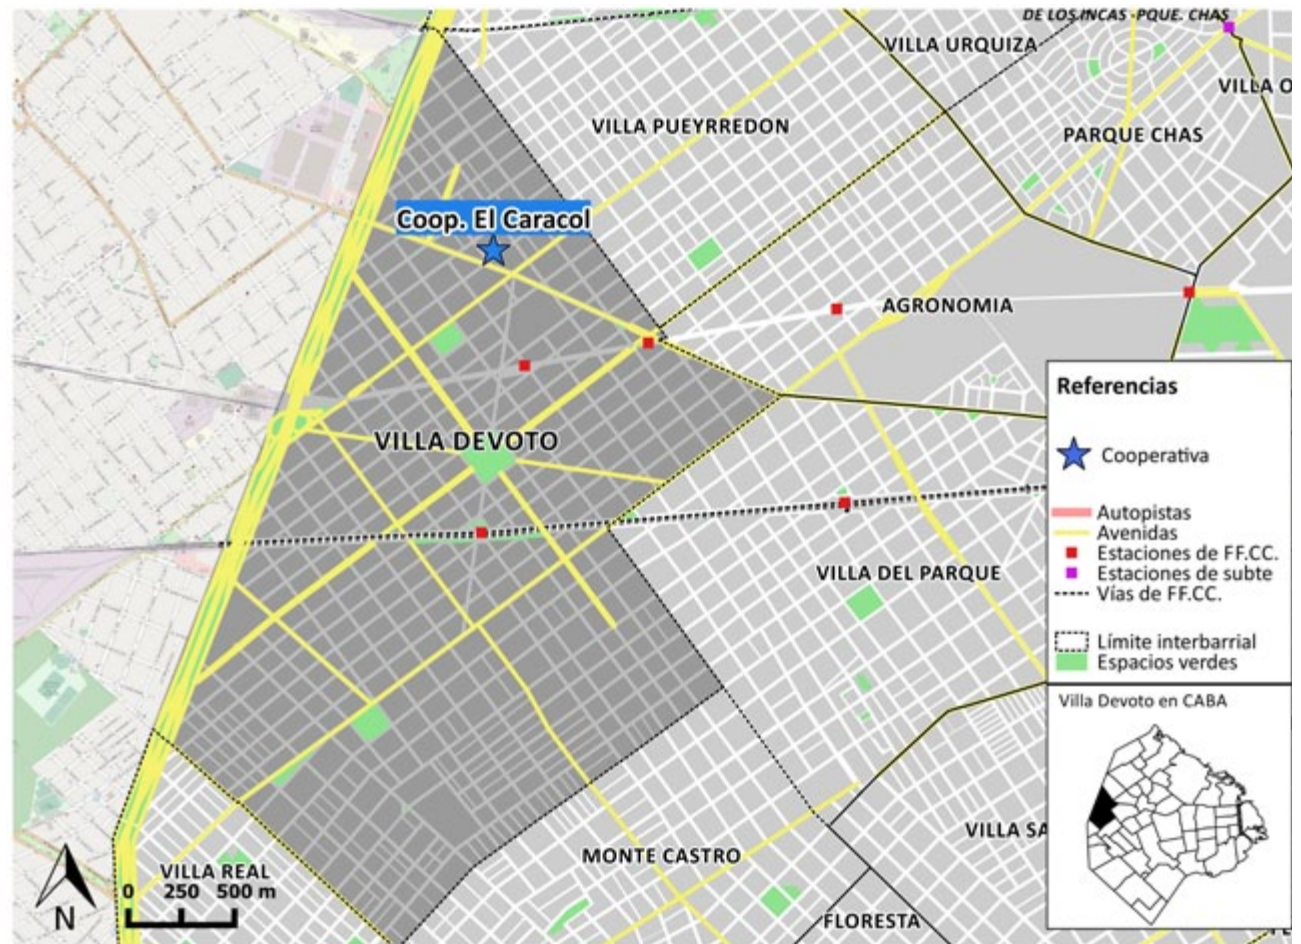 DE LOS INCAS -PQUE. CHAS
VILLA URQUIZA
VILLA O
VILLA PUEYRREDON
PARQUE CHAS
Coop. El Caracol
AGRONOMIA
VILLA DEVOTO
VILLA DEL PARQUE
VILLA SA
MONTE CASTRO
VILLA REAL
FLORESTA
0 250 500 m
N
Referencias
Cooperativa
Autopistas
Avenidas
Estaciones de FF.CC.
Estaciones de subte
Vías de FF.CC.
Límite interbarrial
Espacios verdes
Villa Devoto en CABA